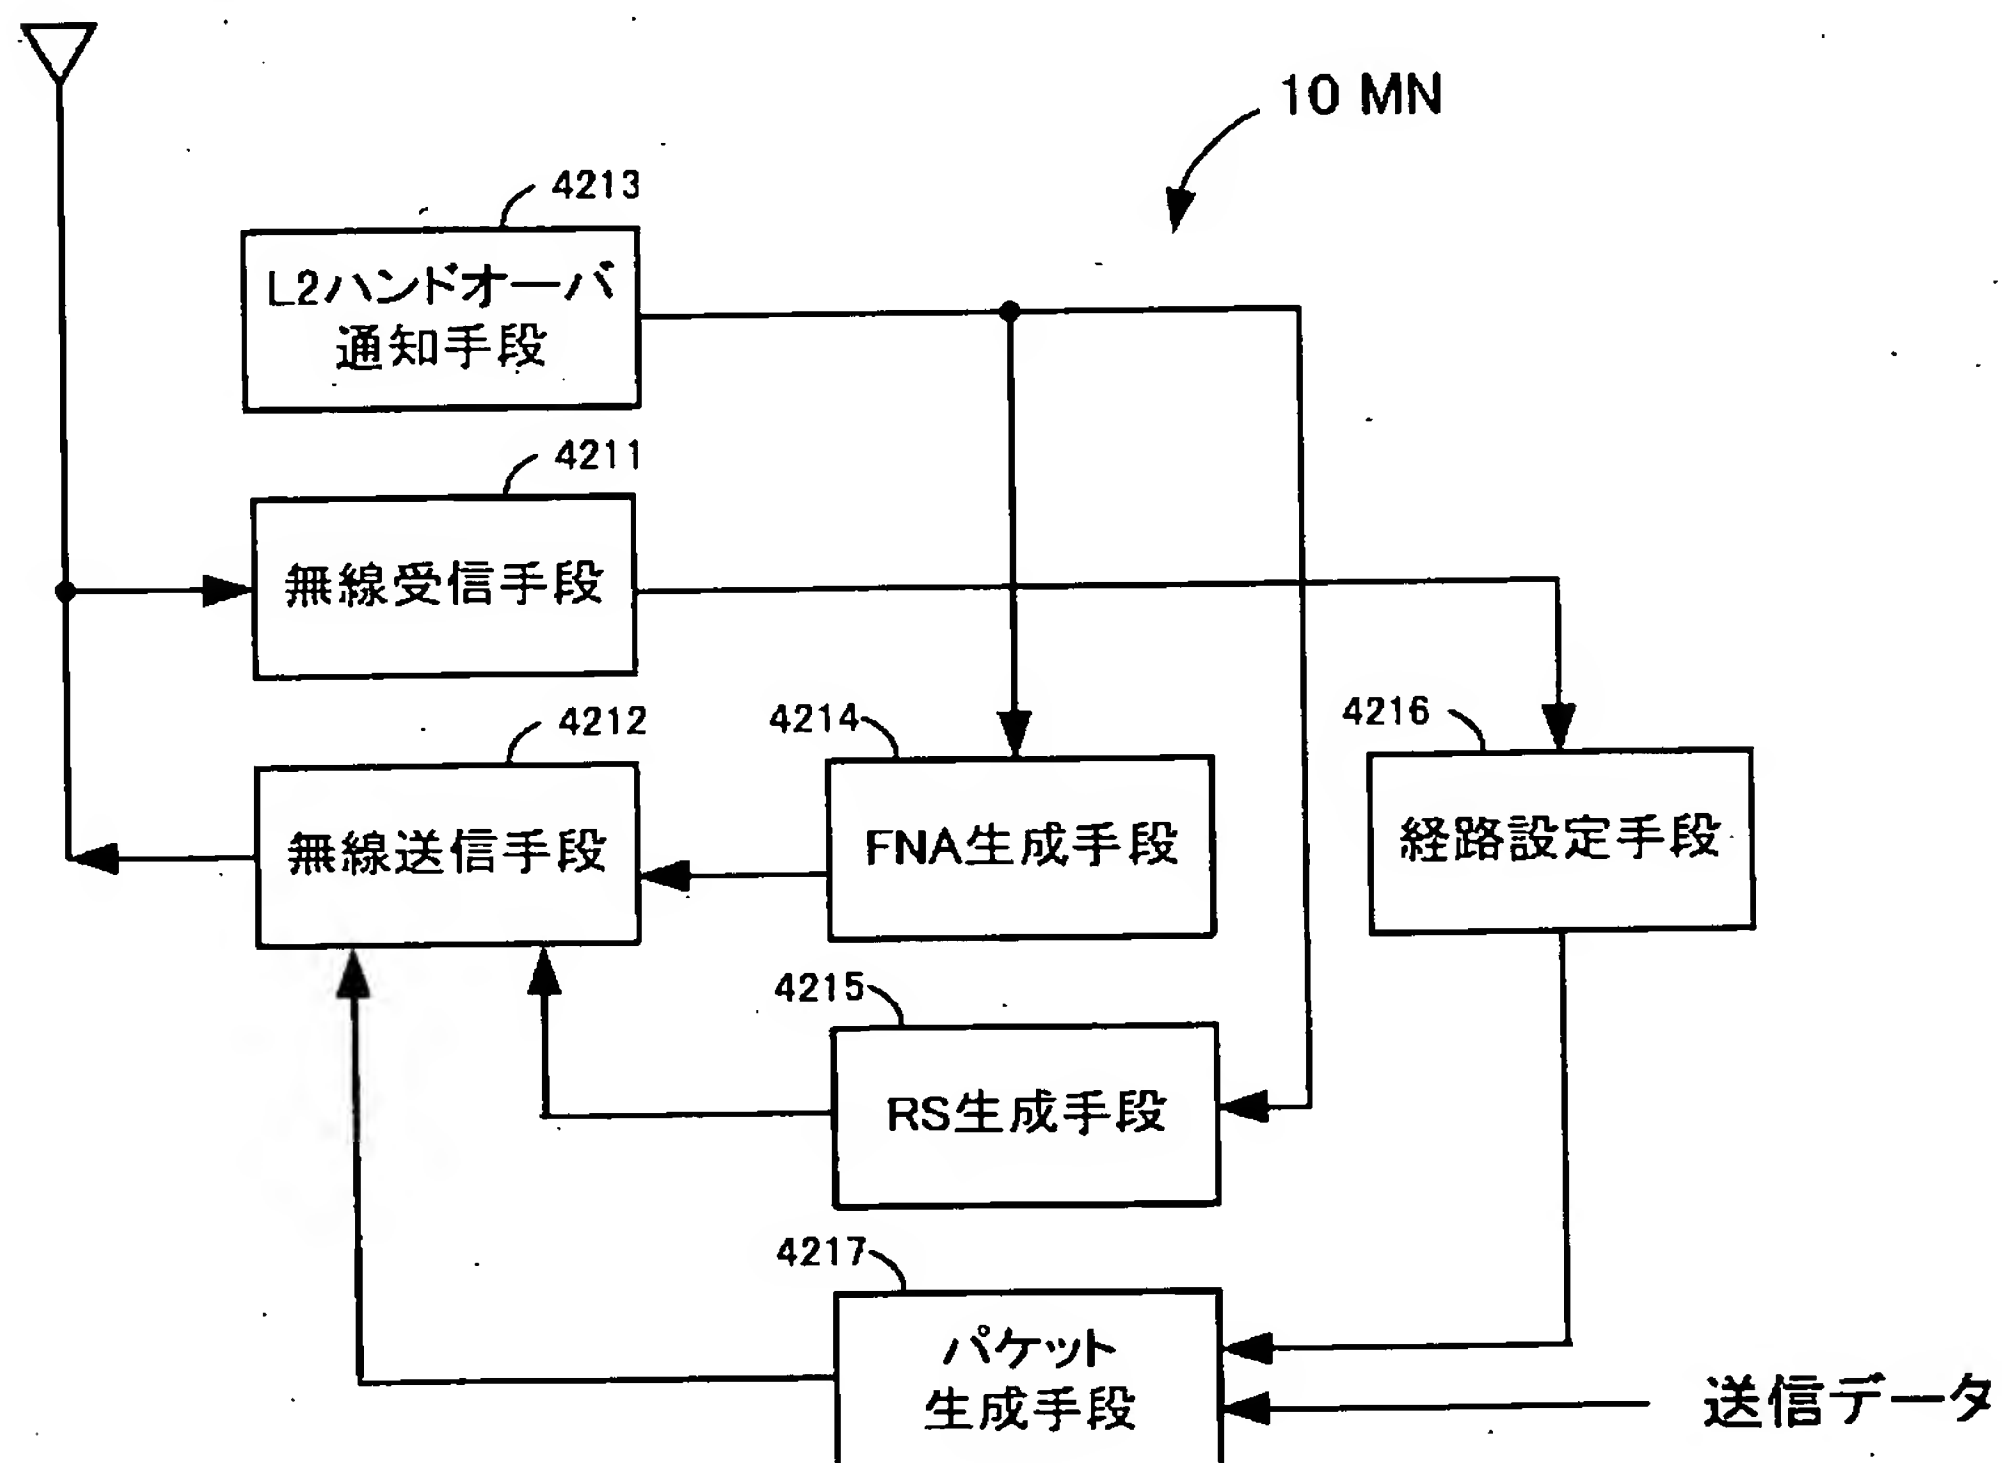 10 MN
4213
L2ハンドオーバ
通知手段
4211
無線受信手段
4212
無線送信手段
4214
FNA生成手段
4216
経路設定手段
4215
RS生成手段
4217
パケット
生成手段
送信データ